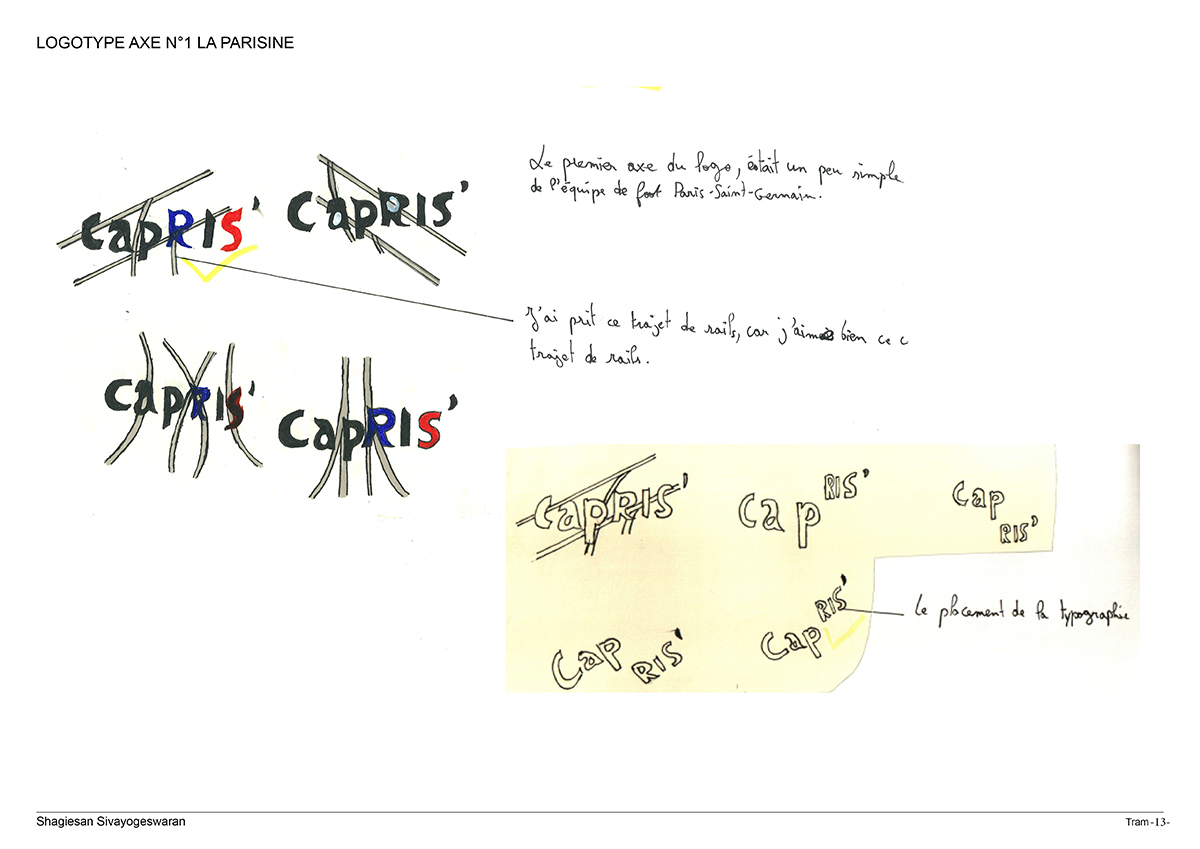 LOGOTYPE AXE N°1 LA PARISINE
Le premier axe du logo, était un peu simple
de l'équipe de foot Paris-Saint-Germain.
CapRIS'
CapRIS'
J'ai prit ce trajet de rails, car j'aime bien ce c
trajet de rails.
CapRIS'
CapRIS'
CapRIS'
Cap RIS'
Cap RIS'
Cap RIS'
Cap RIS'
Le placement de la typographie
Shagiesan Sivayogeswaran
Tram -13-